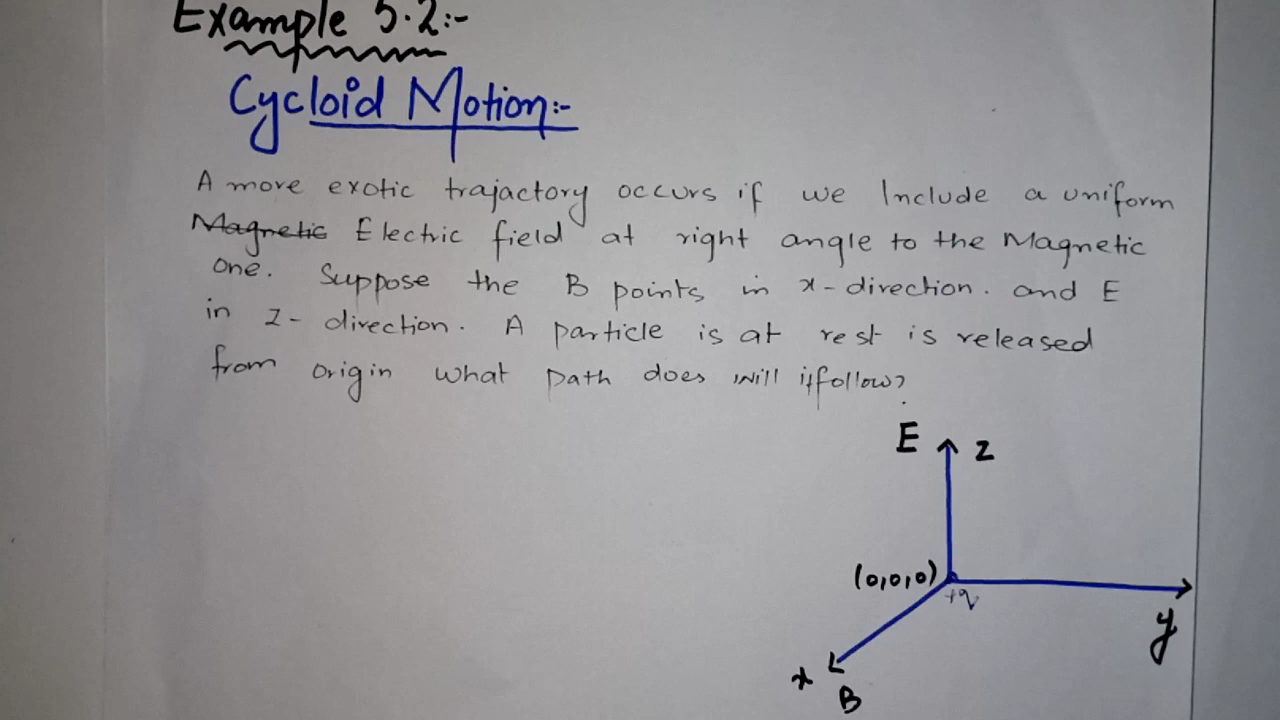 Example 5.2:-
Cycloid Motion:-
A more exotic trajactory occurs if we Include a uniform
Magnetic Electric field at right angle to the Magnetic
one. Suppose the B points in x-direction. and E
in z-direction. A particle is at rest is released
from origin what path does will it follow?
E z
(0,0,0)
+q
y
x
B